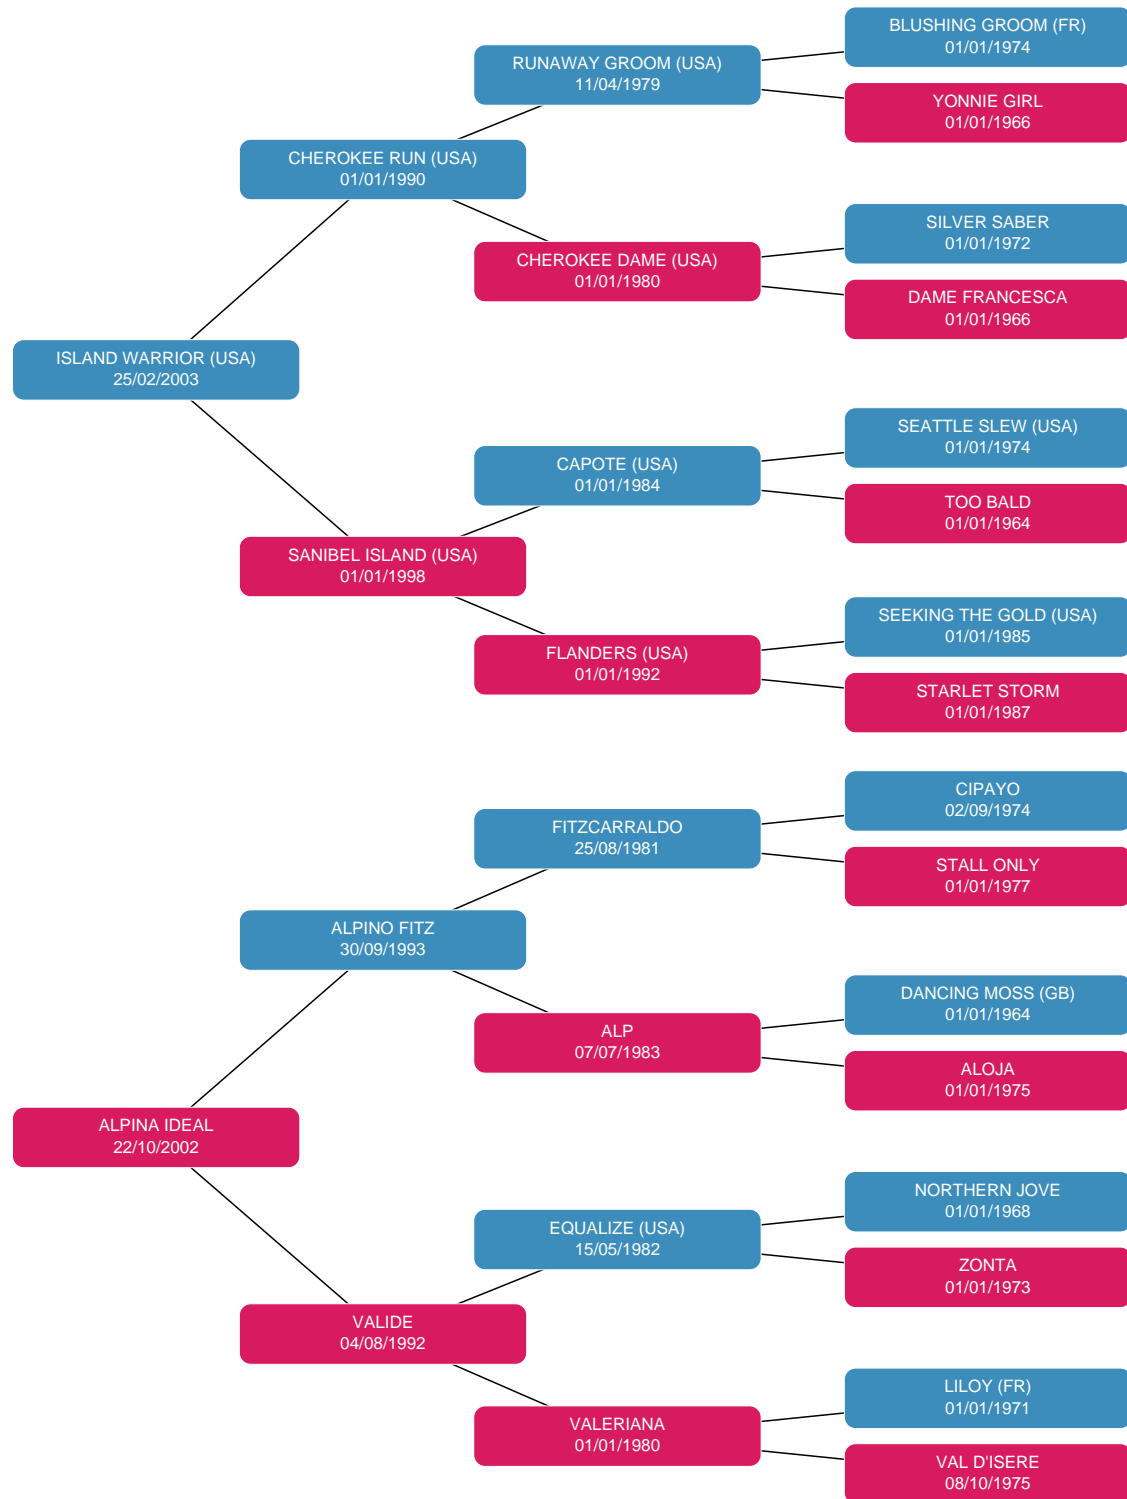 BLUSHING GROOM (FR)
01/01/1974
RUNAWAY GROOM (USA)
11/04/1979
YONNIE GIRL
01/01/1966
CHEROKEE RUN (USA)
01/01/1990
SILVER SABER
01/01/1972
CHEROKEE DAME (USA)
01/01/1980
DAME FRANCESCA
01/01/1966
ISLAND WARRIOR (USA)
25/02/2003
SEATTLE SLEW (USA)
01/01/1974
CAPOTE (USA)
01/01/1984
TOO BALD
01/01/1964
SANIBEL ISLAND (USA)
01/01/1998
SEEKING THE GOLD (USA)
01/01/1985
FLANDERS (USA)
01/01/1992
STARLET STORM
01/01/1987
CIPAYO
02/09/1974
FITZCARRALDO
25/08/1981
STALL ONLY
01/01/1977
ALPINO FITZ
30/09/1993
DANCING MOSS (GB)
01/01/1964
ALP
07/07/1983
ALOJA
01/01/1975
ALPINA IDEAL
22/10/2002
NORTHERN JOVE
01/01/1968
EQUALIZE (USA)
15/05/1982
ZONTA
01/01/1973
VALIDE
04/08/1992
LILOY (FR)
01/01/1971
VALERIANA
01/01/1980
VAL D'ISERE
08/10/1975